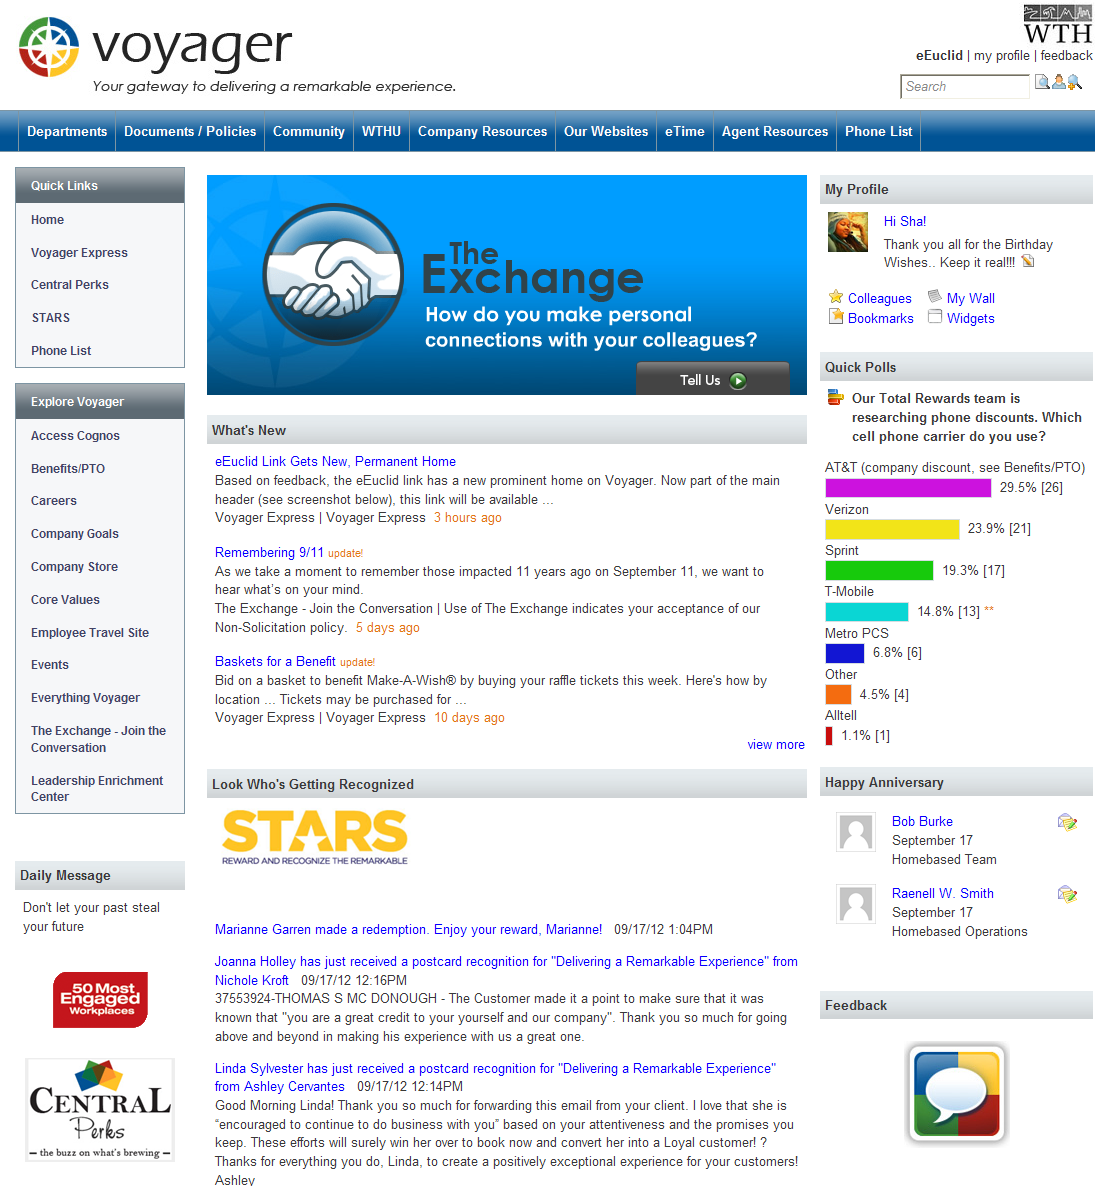 voyager
Your gateway to delivering a remarkable experience.
WTH
eEuclid | my profile | feedback
Search
Departments
Documents / Policies
Community
WTHU
Company Resources
Our Websites
eTime
Agent Resources
Phone List
Quick Links
Home
Voyager Express
Central Perks
STARS
Phone List
Explore Voyager
Access Cognos
Benefits/PTO
Careers
Company Goals
Company Store
Core Values
Employee Travel Site
Events
Everything Voyager
The Exchange - Join the
Conversation
Leadership Enrichment
Center
Daily Message
Don't let your past steal
your future
50 Most
Engaged
Workplaces
CENTRAL
Perks
– the buzz on what's brewing –
The
Exchange
How do you make personal
connections with your colleagues?
Tell Us
What's New
eEuclid Link Gets New, Permanent Home
Based on feedback, the eEuclid link has a new prominent home on Voyager. Now part of the main
header (see screenshot below), this link will be available ...
Voyager Express | Voyager Express 3 hours ago
Remembering 9/11 update!
As we take a moment to remember those impacted 11 years ago on September 11, we want to
hear what's on your mind.
The Exchange - Join the Conversation | Use of The Exchange indicates your acceptance of our
Non-Solicitation policy. 5 days ago
Baskets for a Benefit update!
Bid on a basket to benefit Make-A-Wish® by buying your raffle tickets this week. Here's how by
location ... Tickets may be purchased for ...
Voyager Express | Voyager Express 10 days ago
view more
Look Who's Getting Recognized
STARS
REWARD AND RECOGNIZE THE REMARKABLE
Marianne Garren made a redemption. Enjoy your reward, Marianne! 09/17/12 1:04PM
Joanna Holley has just received a postcard recognition for "Delivering a Remarkable Experience" from
Nichole Kroft 09/17/12 12:16PM
37553924-THOMAS S MC DONOUGH - The Customer made it a point to make sure that it was
known that "you are a great credit to your yourself and our company". Thank you so much for going
above and beyond in making his experience with us a great one.
Linda Sylvester has just received a postcard recognition for "Delivering a Remarkable Experience"
from Ashley Cervantes 09/17/12 12:14PM
Good Morning Linda! Thank you so much for forwarding this email from your client. I love that she is
“encouraged to continue to do business with you” based on your attentiveness and the promises you
keep. These efforts will surely win her over to book now and convert her into a Loyal customer! ?
Thanks for everything you do, Linda, to create a positively exceptional experience for your customers!
Ashley
My Profile
Hi Sha!
Thank you all for the Birthday
Wishes.. Keep it real!!!
Colleagues
My Wall
Bookmarks
Widgets
Quick Polls
Our Total Rewards team is
researching phone discounts. Which
cell phone carrier do you use?
AT&T (company discount, see Benefits/PTO)
29.5% [26]
Verizon
23.9% [21]
Sprint
19.3% [17]
T-Mobile
14.8% [13] **
Metro PCS
6.8% [6]
Other
4.5% [4]
Alltell
1.1% [1]
Happy Anniversary
Bob Burke
September 17
Homebased Team
Raenell W. Smith
September 17
Homebased Operations
Feedback